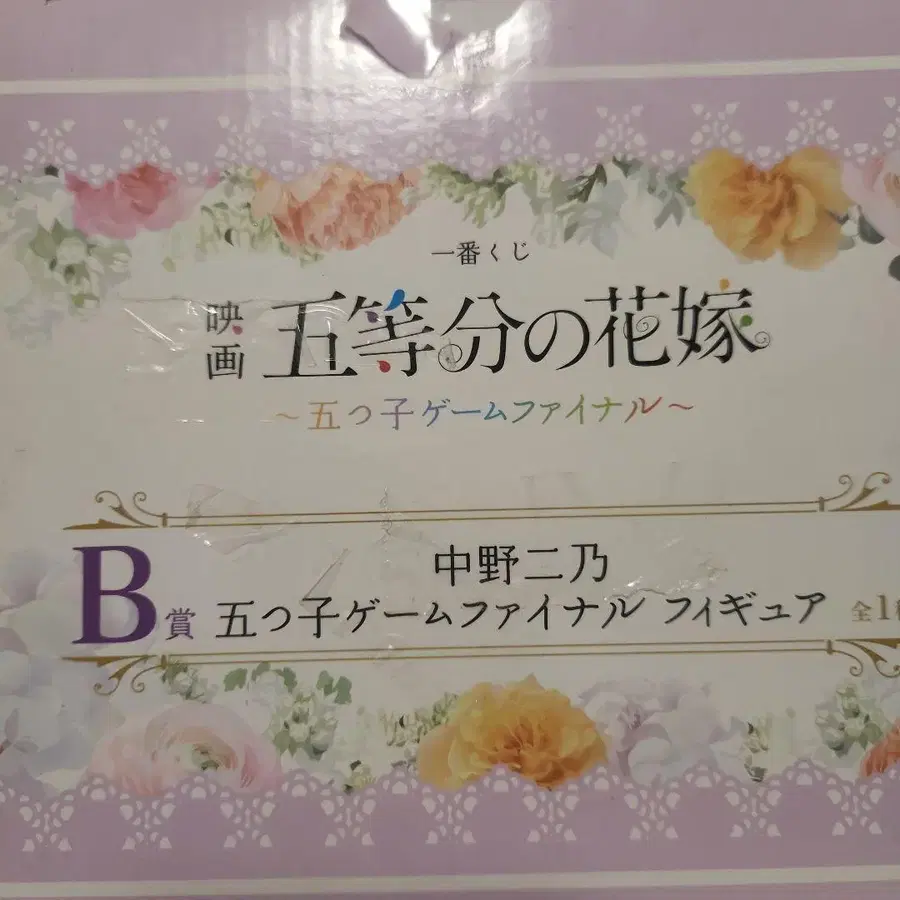 一番くじ
映画 五等分の花嫁
～五つ子ゲームファイナル～
中野二乃
B賞 五つ子ゲームファイナル フィギュア 全1